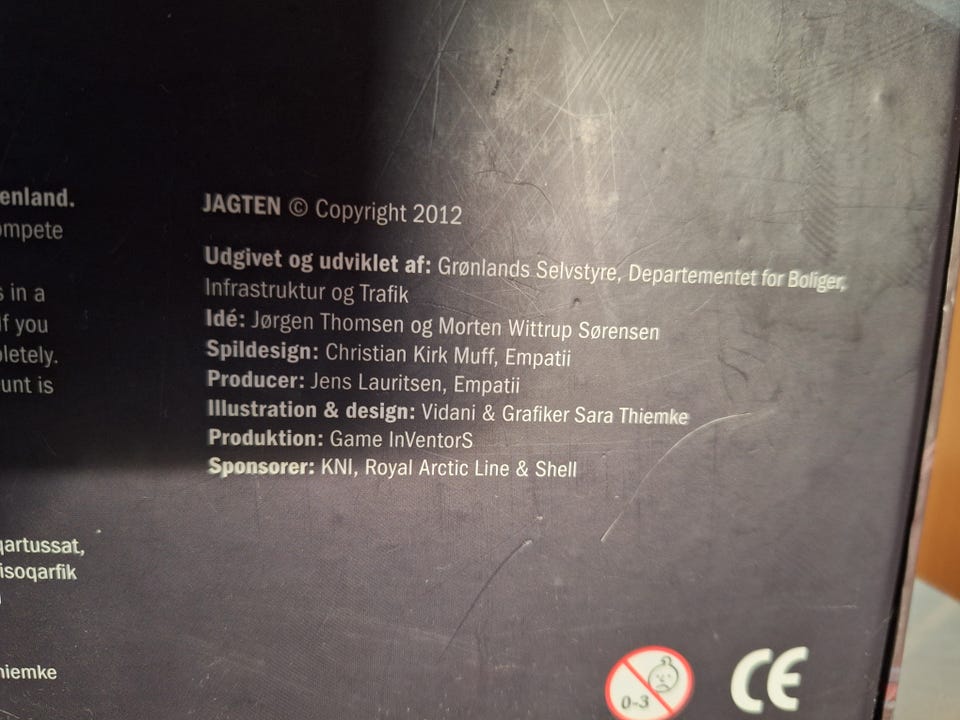 enland.
ompete
s in a
If you
pletely.
unt is
qartussat,
isoqarfik
)
hiemke
JAGTEN © Copyright 2012
Udgivet og udviklet af: Grønlands Selvstyre, Departementet for Boliger,
Infrastruktur og Trafik
Idé: Jørgen Thomsen og Morten Wittrup Sørensen
Spildesign: Christian Kirk Muff, Empatii
Producer: Jens Lauritsen, Empatii
Illustration & design: Vidani & Grafiker Sara Thiemke
Produktion: Game InVentorS
Sponsorer: KNI, Royal Arctic Line & Shell
0-3
CE